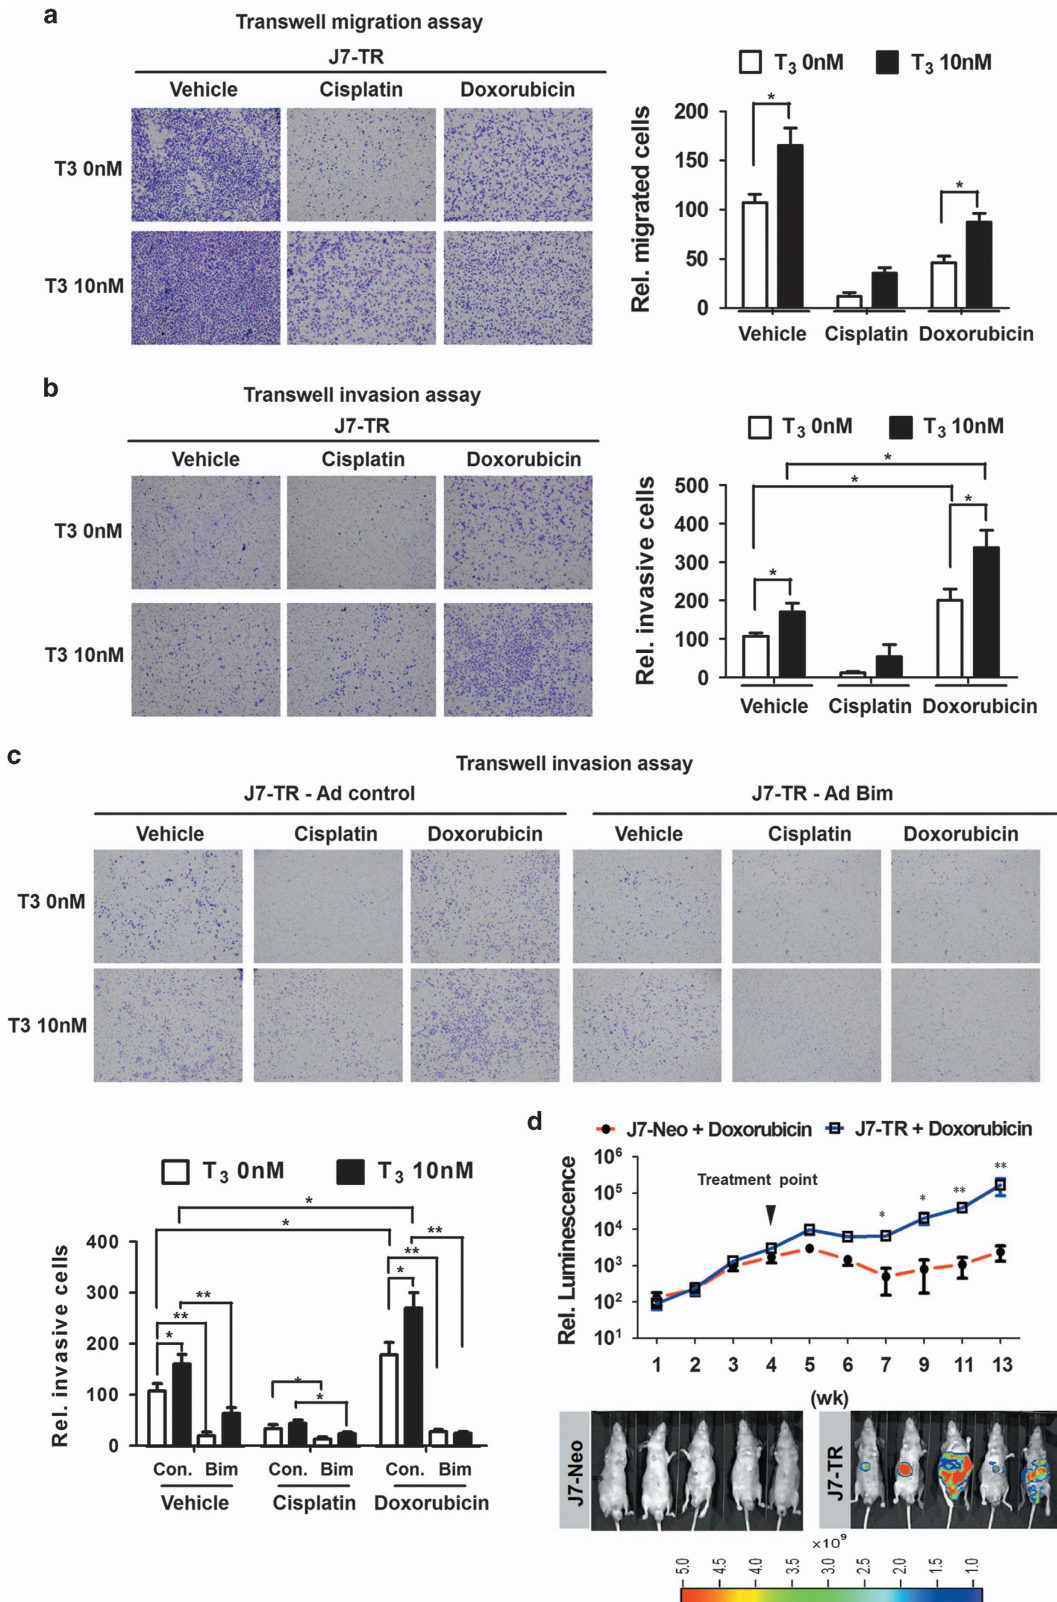 a
Transwell migration assay
J7-TR
Vehicle Cisplatin Doxorubicin
T3 0nM
T3 10nM
T3 0nM T3 10nM
Rel. migrated cells
200
150
100
50
0
Vehicle Cisplatin Doxorubicin
* *
b
Transwell invasion assay
J7-TR
Vehicle Cisplatin Doxorubicin
T3 0nM
T3 10nM
T3 0nM T3 10nM
Rel. invasive cells
500
400
300
200
100
0
Vehicle Cisplatin Doxorubicin
* * * *
c
Transwell invasion assay
J7-TR - Ad control J7-TR - Ad Bim
Vehicle Cisplatin Doxorubicin Vehicle Cisplatin Doxorubicin
T3 0nM
T3 10nM
T3 0nM T3 10nM
Rel. invasive cells
400
300
200
100
0
* * ** ** * * * ** ** *
Con. Bim Con. Bim Con. Bim
Vehicle Cisplatin Doxorubicin
d
J7-Neo + Doxorubicin J7-TR + Doxorubicin
Treatment point
Rel. Luminescence
10^6
10^5
10^4
10^3
10^2
10^1
* * ** **
1 2 3 4 5 6 7 9 11 13
(wk)
J7-Neo
**
J7-TR
×10^9
5.0 4.5 4.0 3.5 3.0 2.5 2.0 1.5 1.0